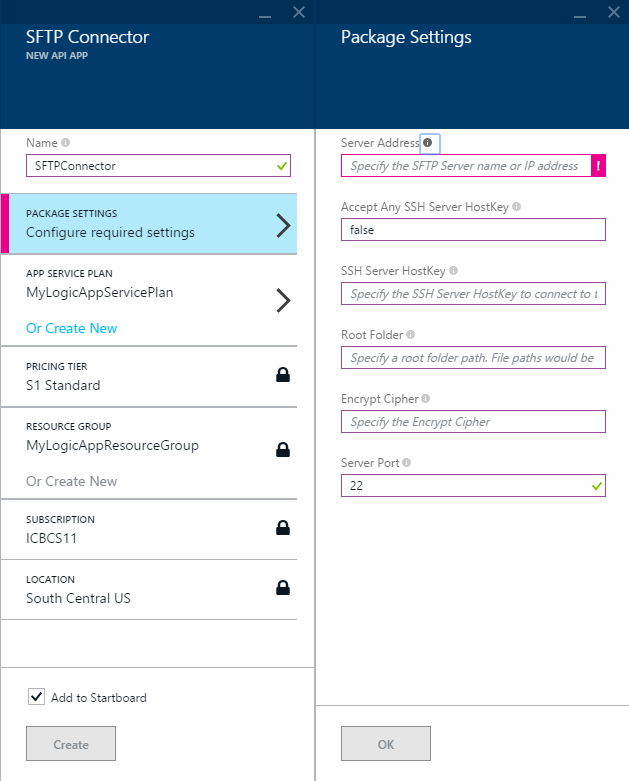 SFTP Connector
NEW API APP
Name
SFTPConnector
PACKAGE SETTINGS
Configure required settings
APP SERVICE PLAN
MyLogicAppServicePlan
Or Create New
PRICING TIER
S1 Standard
RESOURCE GROUP
MyLogicAppResourceGroup
Or Create New
SUBSCRIPTION
ICBCS11
LOCATION
South Central US
Add to Startboard
Create
Package Settings
Server Address
Specify the SFTP Server name or IP address
!
Accept Any SSH Server HostKey
false
SSH Server HostKey
Specify the SSH Server HostKey to connect to t
Root Folder
Specify a root folder path. File paths would be
Encrypt Cipher
Specify the Encrypt Cipher
Server Port
22
OK